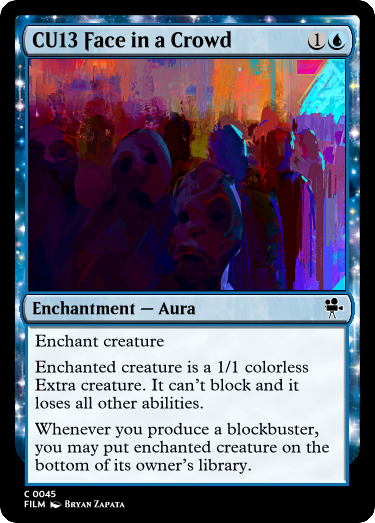 CU13 Face in a Crowd 1
Enchantment — Aura
Enchant creature
Enchanted creature is a 1/1 colorless
Extra creature. It can't block and it
loses all other abilities.
Whenever you produce a blockbuster,
you may put enchanted creature on the
bottom of its owner's library.
C 0045
FILM Bryan Zapata